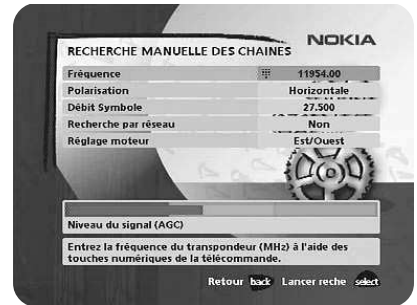 NOKIA
RECHERCHE MANUELLE DES CHAINES
Fréquence 11954.00
Polarisation Horizontale
Débit Symbole 27.500
Recherche par réseau Non
Réglage moteur Est/Ouest
Niveau du signal (AGC)
Entrez la fréquence du transpondeur (MHz) à l'aide des
touches numériques de la télécommande.
Retour back Lancer reche select